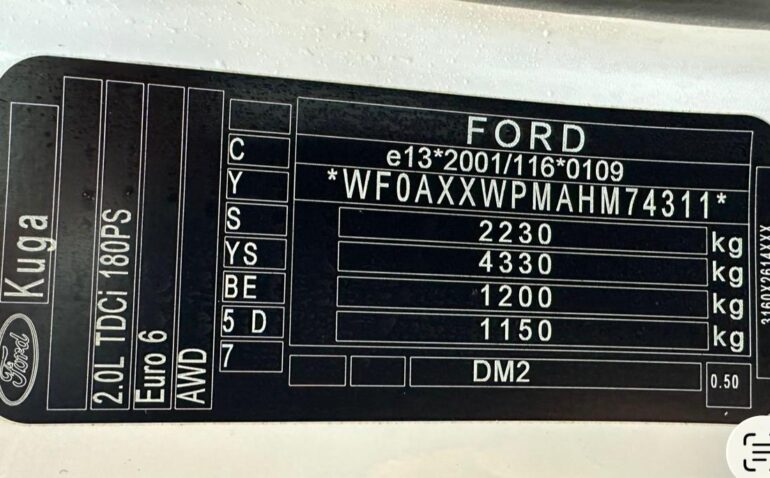 FORD
e13*2001/116*0109
*WF0AXXWPMAHM74311*
2230 kg
4330 kg
1200 kg
1150 kg
DM2
0.50
C
Y
S
YS
BE
5 D
7
Kuga
2.0L TDCi 180PS
Euro 6
AWD
Ford
3160X2614XXX